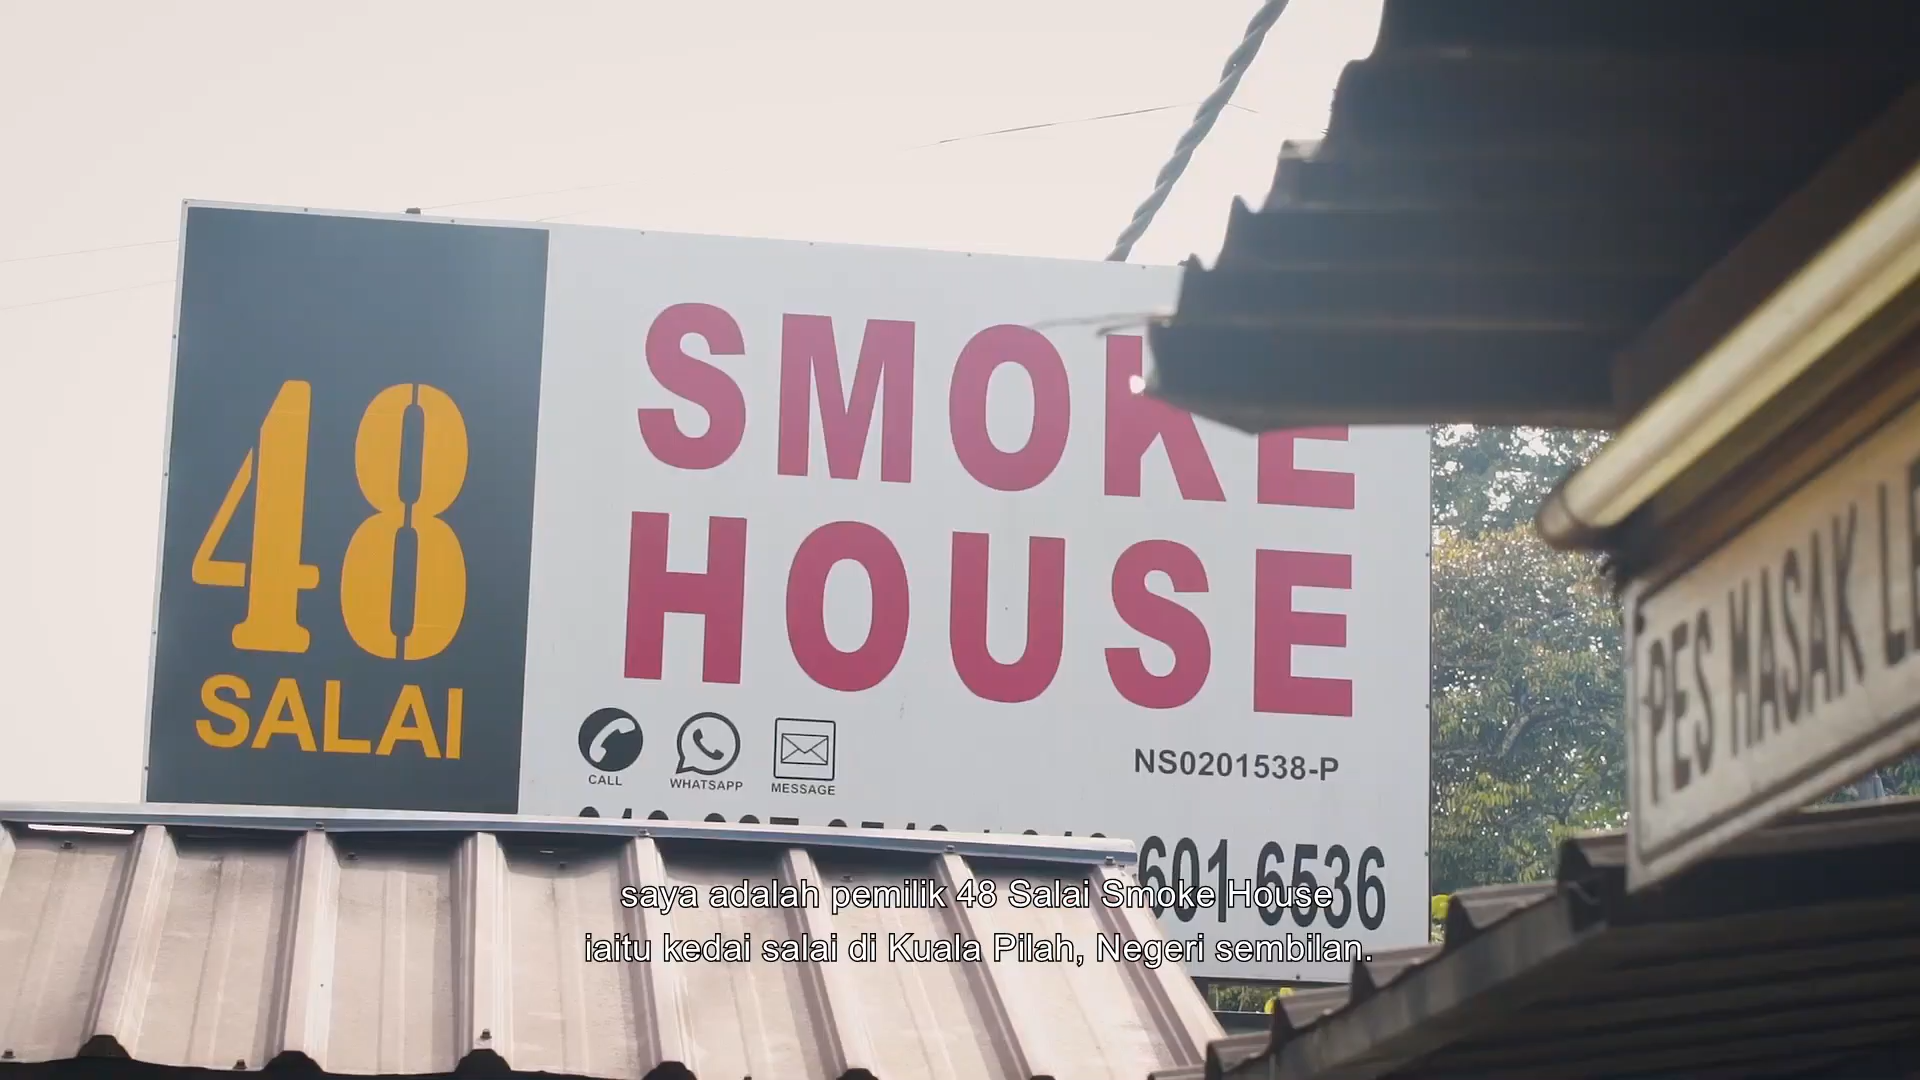 48
SALAI
SMOKE
HOUSE
CALL
WHATSAPP
MESSAGE
NS0201538-P
601 6536
PES MASAK
saya adalah pemilik 48 Salai Smoke House
iaitu kedai salai di Kuala Pilah, Negeri sembilan.